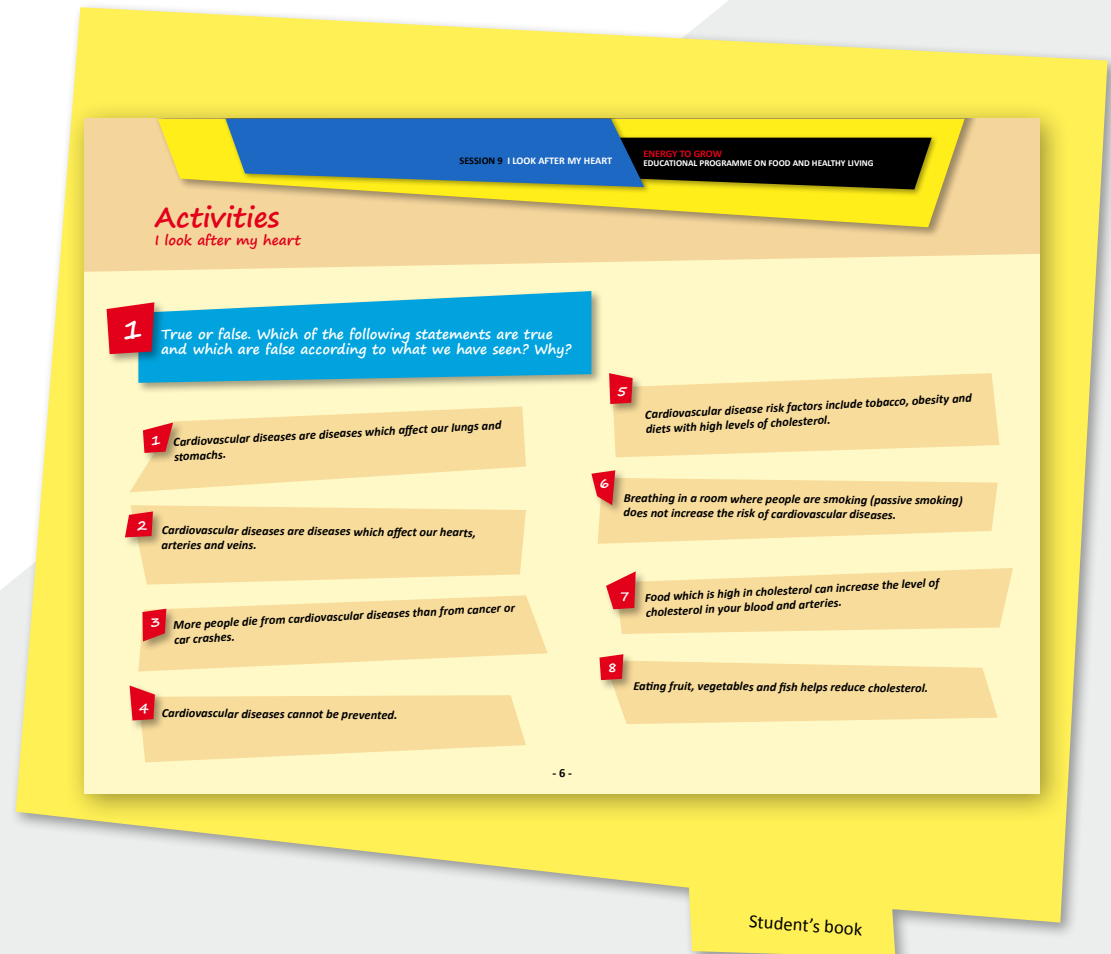 SESSION 9 I LOOK AFTER MY HEART
ENERGY TO GROW
EDUCATIONAL PROGRAMME ON FOOD AND HEALTHY LIVING
Activities
I look after my heart
1
True or false. Which of the following statements are true
and which are false according to what we have seen? Why?
1
Cardiovascular diseases are diseases which affect our lungs and
stomachs.
2
Cardiovascular diseases are diseases which affect our hearts,
arteries and veins.
3
More people die from cardiovascular diseases than from cancer or
car crashes.
4
Cardiovascular diseases cannot be prevented.
5
Cardiovascular disease risk factors include tobacco, obesity and
diets with high levels of cholesterol.
6
Breathing in a room where people are smoking (passive smoking)
does not increase the risk of cardiovascular diseases.
7
Food which is high in cholesterol can increase the level of
cholesterol in your blood and arteries.
8
Eating fruit, vegetables and fish helps reduce cholesterol.
- 6 -
Student's book